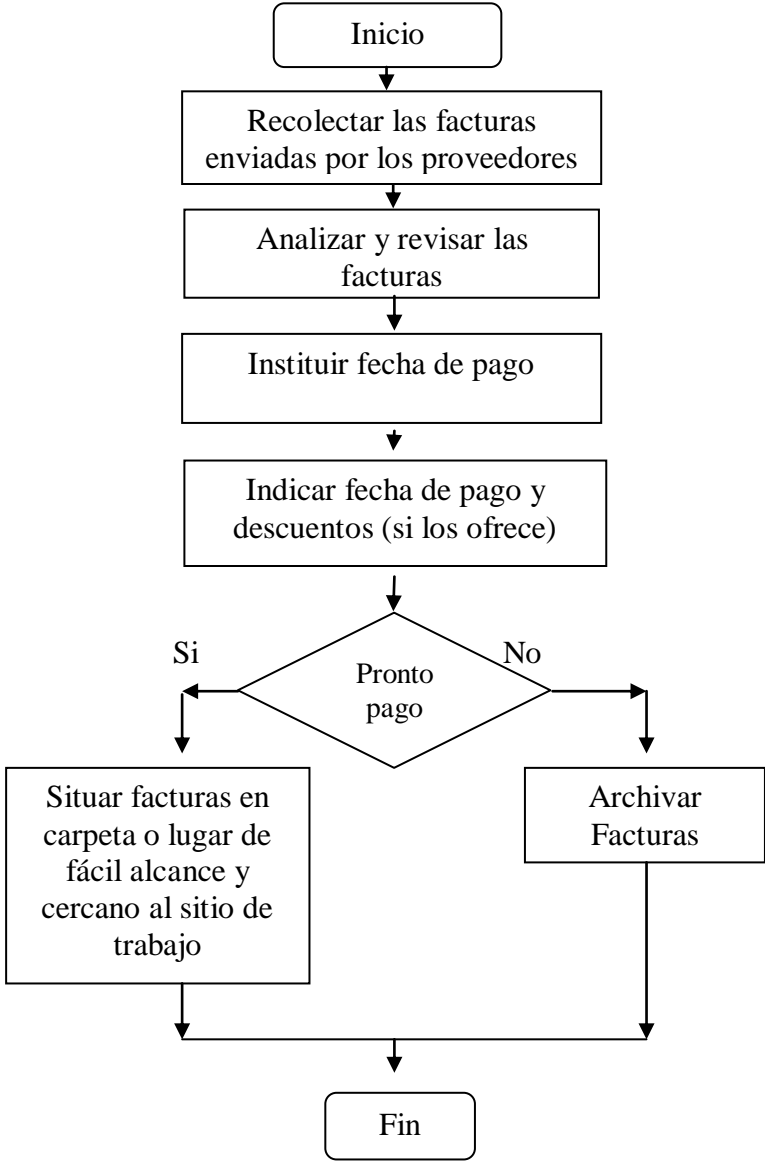 Inicio
Recolectar las facturas
enviadas por los proveedores
Analizar y revisar las
facturas
Instituir fecha de pago
Indicar fecha de pago y
descuentos (si los ofrece)
Si
No
Pronto
pago
Situar facturas en
carpeta o lugar de
fácil alcance y
cercano al sitio de
trabajo
Archivar
Facturas
Fin